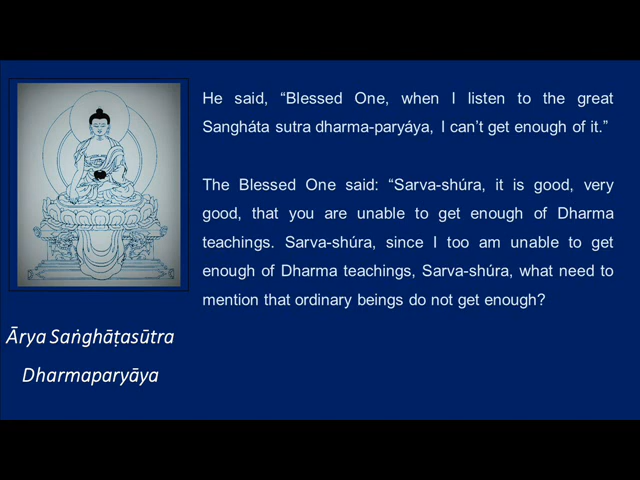 He said, “Blessed One, when I listen to the great
Sangháta sutra dharma-paryáya, I can’t get enough of it.”
The Blessed One said: “Sarva-shúra, it is good, very
good, that you are unable to get enough of Dharma
teachings. Sarva-shúra, since I too am unable to get
enough of Dharma teachings, Sarva-shúra, what need to
mention that ordinary beings do not get enough?
Ārya Saṅghāṭasūtra
Dharmaparyāya